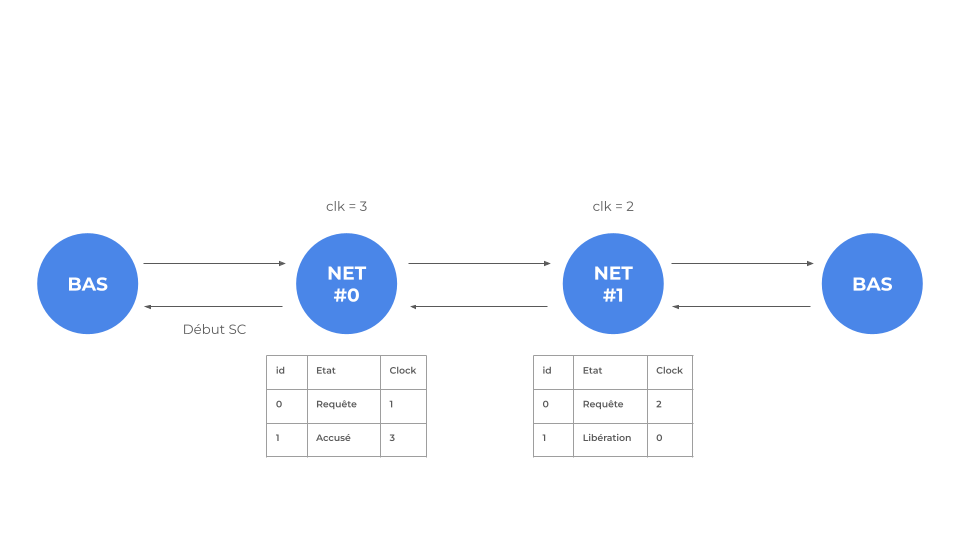 clk = 3
clk = 2
BAS
NET
#0
NET
#1
BAS
Début SC
id Etat Clock
0 Requête 1
1 Accusé 3
id Etat Clock
0 Requête 2
1 Libération 0